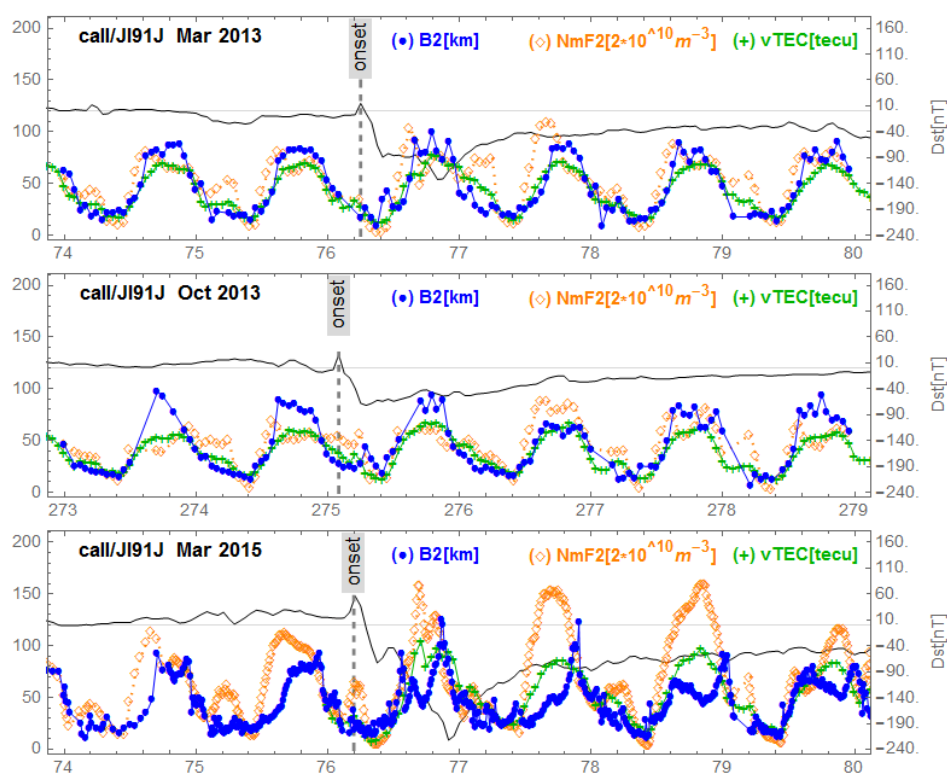 call/JI91J Mar 2013
onset
(●) B2[km]
(◇) NmF2[2*10^10 m−3]
(+) vTEC[tecu]
200
150
100
50
0
160.
110.
60.
10.
−40.
−90.
−140.
−190.
−240.
Dst[nT]
74 75 76 77 78 79 80
call/JI91J Oct 2013
onset
(●) B2[km]
(◇) NmF2[2*10^10 m−3]
(+) vTEC[tecu]
200
150
100
50
0
160.
110.
60.
10.
−40.
−90.
−140.
−190.
−240.
Dst[nT]
273 274 275 276 277 278 279
call/JI91J Mar 2015
onset
(●) B2[km]
(◇) NmF2[2*10^10 m−3]
(+) vTEC[tecu]
200
150
100
50
0
160.
110.
60.
10.
−40.
−90.
−140.
−190.
−240.
Dst[nT]
74 75 76 77 78 79 80